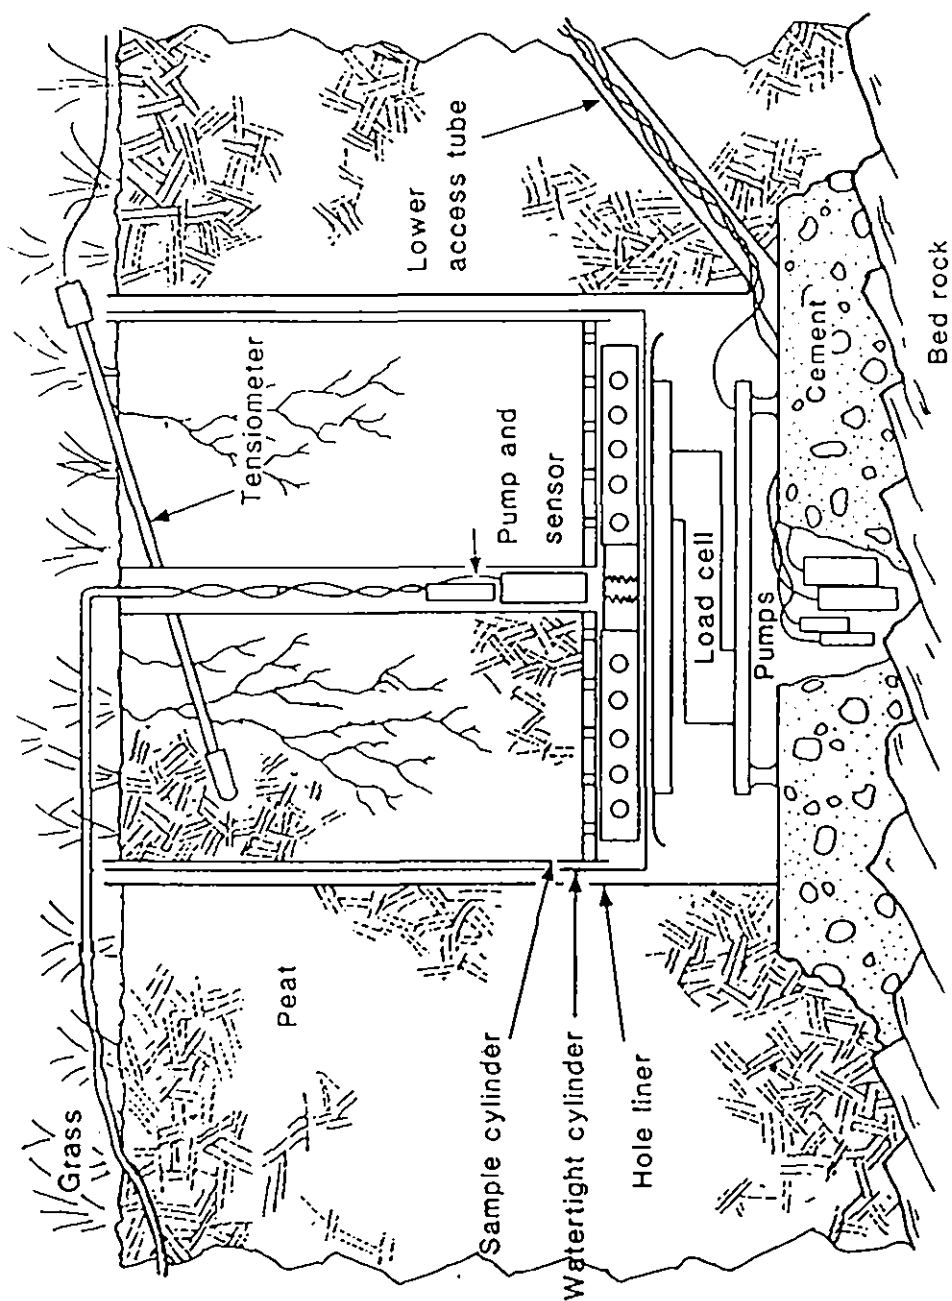 Grass
Peat
Tensiometer
Pump and
sensor
Lower
access tube
Sample cylinder
Watertight cylinder
Hole liner
Load cell
Pumps
Cement
Bed rock